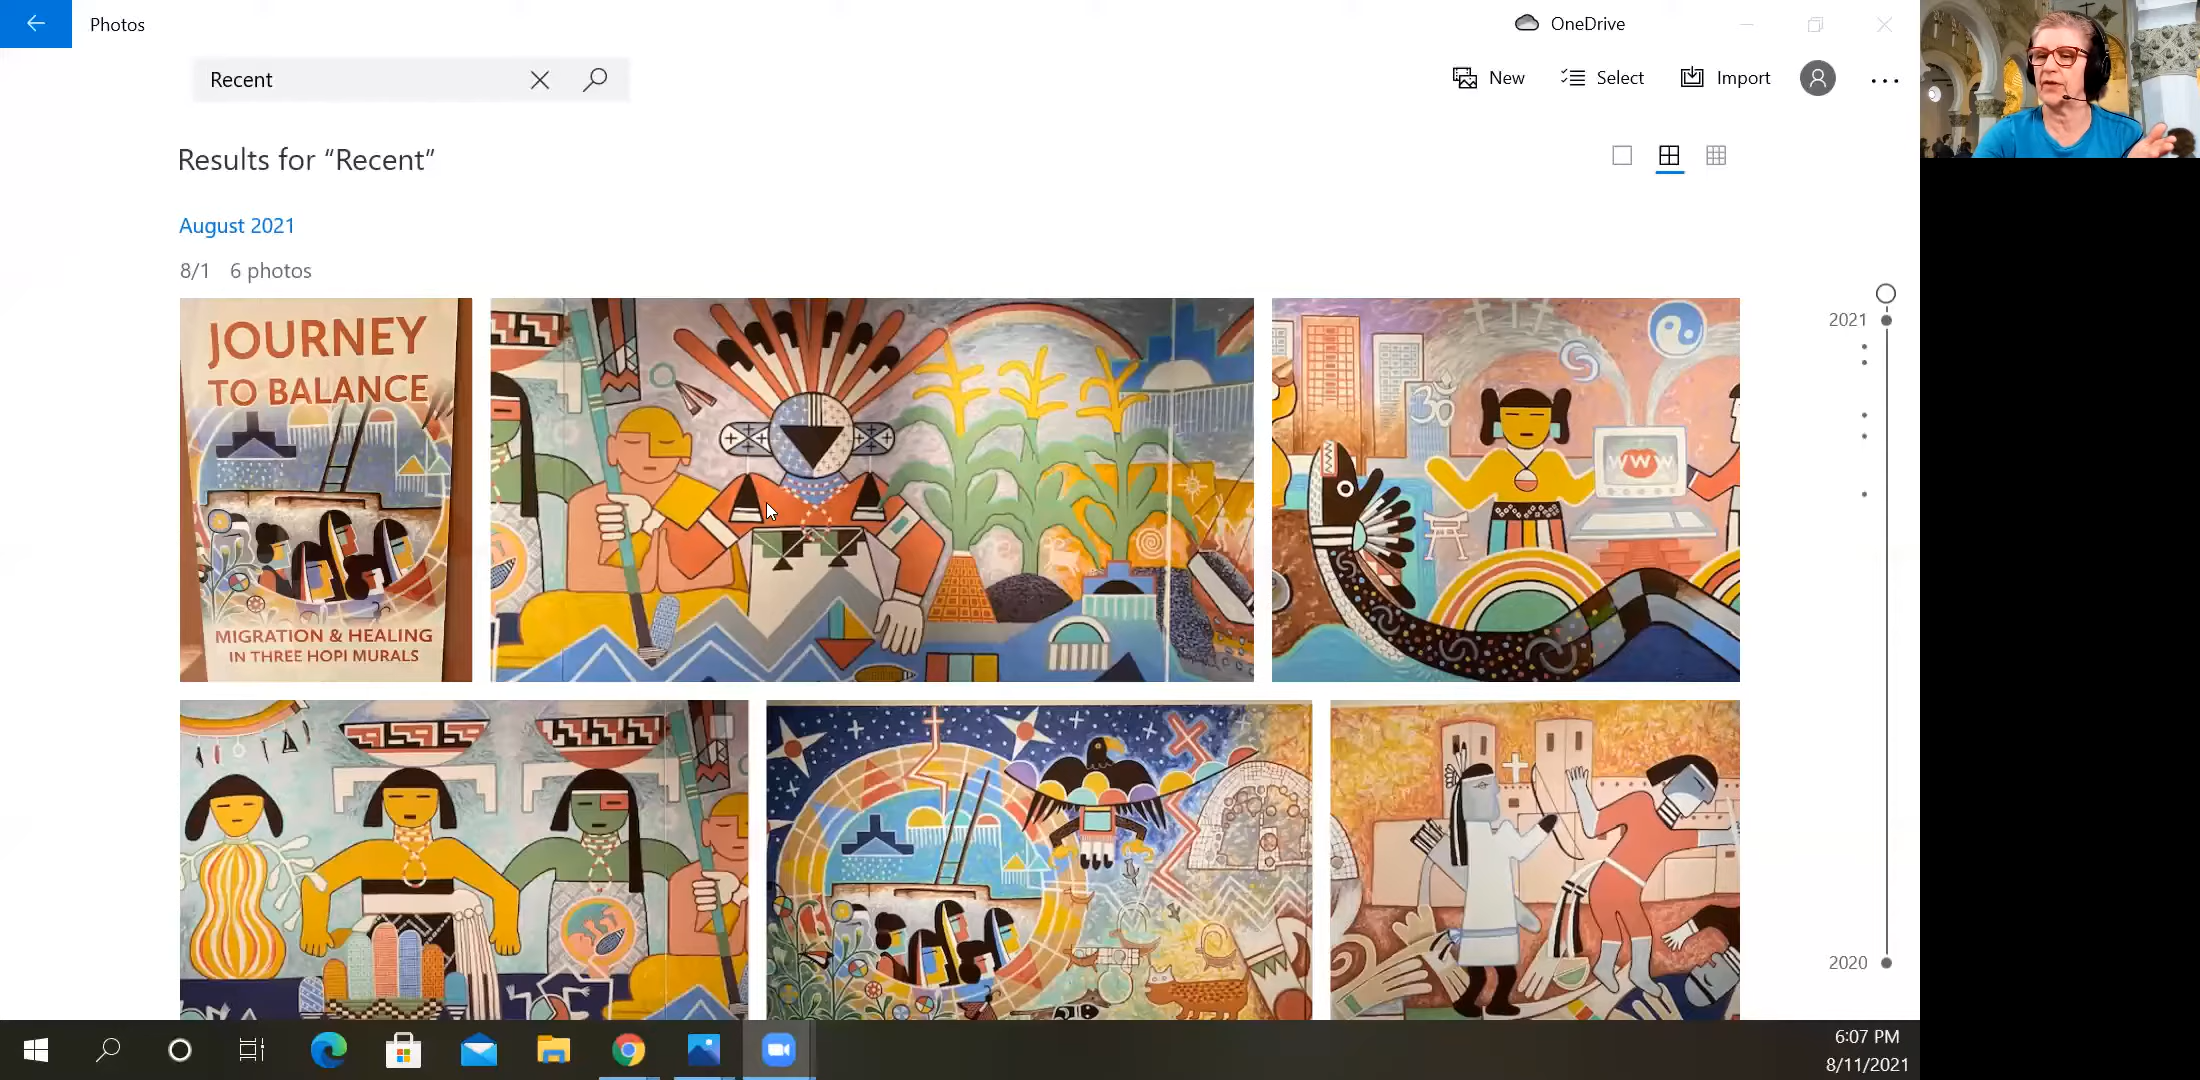 Photos
OneDrive
Recent
New
Select
Import
Results for “Recent”
August 2021
8/1 6 photos
2021
2020
JOURNEY
TO BALANCE
MIGRATION & HEALING
IN THREE HOPI MURALS
ॐ
WWW
6:07 PM
8/11/2021